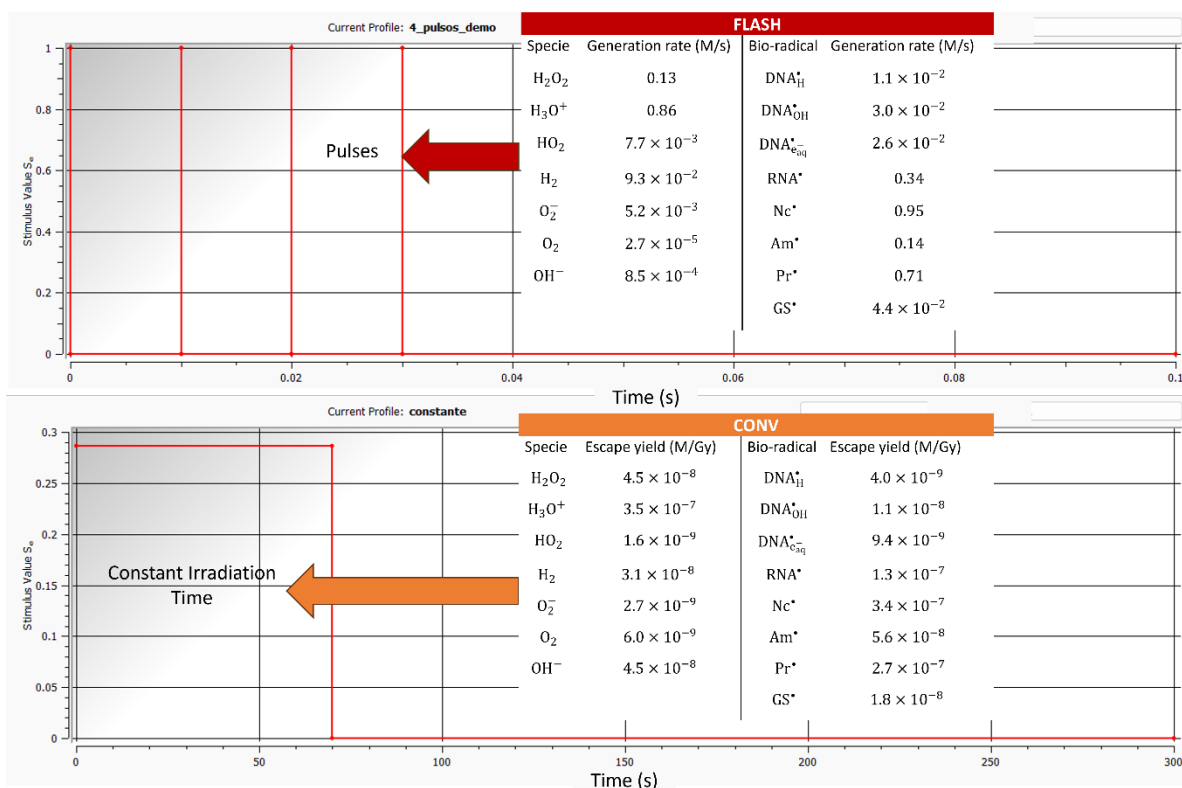 Current Profile: 4_pulsos_demo
FLASH
Specie Generation rate (M/s) Bio-radical Generation rate (M/s)
H₂O₂ 0.13 DNA•H 1.1 × 10⁻²
H₃O⁺ 0.86 DNA•OH 3.0 × 10⁻²
HO₂ 7.7 × 10⁻³ DNA•e⁻aq 2.6 × 10⁻²
H₂ 9.3 × 10⁻² RNA• 0.34
O₂⁻ 5.2 × 10⁻³ Nc• 0.95
O₂ 2.7 × 10⁻⁵ Am• 0.14
OH⁻ 8.5 × 10⁻⁴ Pr• 0.71
GS• 4.4 × 10⁻²
Pulses
Stimulus Value Sₑ
1
0.8
0.6
0.4
0.2
0
0 0.02 0.04 0.06 0.08 0.1
Time (s)
Current Profile: constante
CONV
Specie Escape yield (M/Gy) Bio-radical Escape yield (M/Gy)
H₂O₂ 4.5 × 10⁻⁸ DNA•H 4.0 × 10⁻⁹
H₃O⁺ 3.5 × 10⁻⁷ DNA•OH 1.1 × 10⁻⁸
HO₂ 1.6 × 10⁻⁹ DNA•e⁻aq 9.4 × 10⁻⁹
H₂ 3.1 × 10⁻⁸ RNA• 1.3 × 10⁻⁷
O₂⁻ 2.7 × 10⁻⁹ Nc• 3.4 × 10⁻⁷
O₂ 6.0 × 10⁻⁹ Am• 5.6 × 10⁻⁸
OH⁻ 4.5 × 10⁻⁸ Pr• 2.7 × 10⁻⁷
GS• 1.8 × 10⁻⁸
Constant Irradiation
Time
Stimulus Value Sₑ
0.3
0.25
0.2
0.15
0.1
0.05
0
0 50 100 150 200 250 300
Time (s)